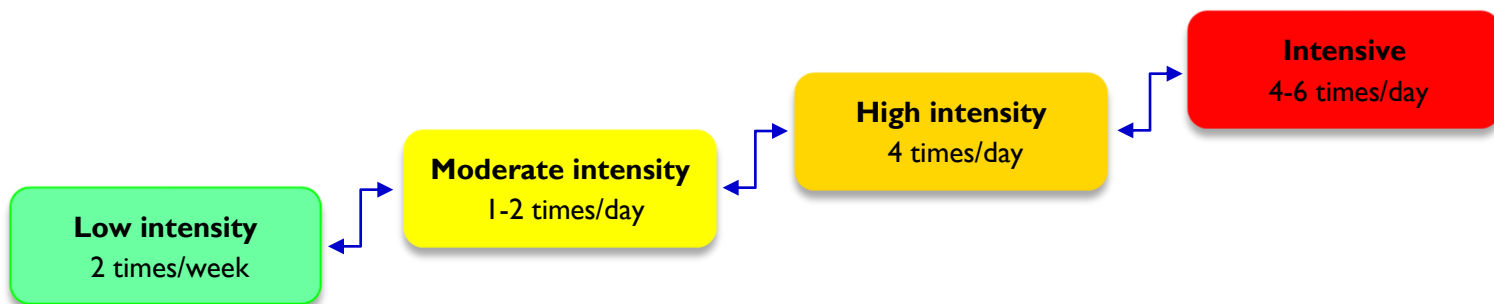 Low intensity
2 times/week
Moderate intensity
1-2 times/day
High intensity
4 times/day
Intensive
4-6 times/day